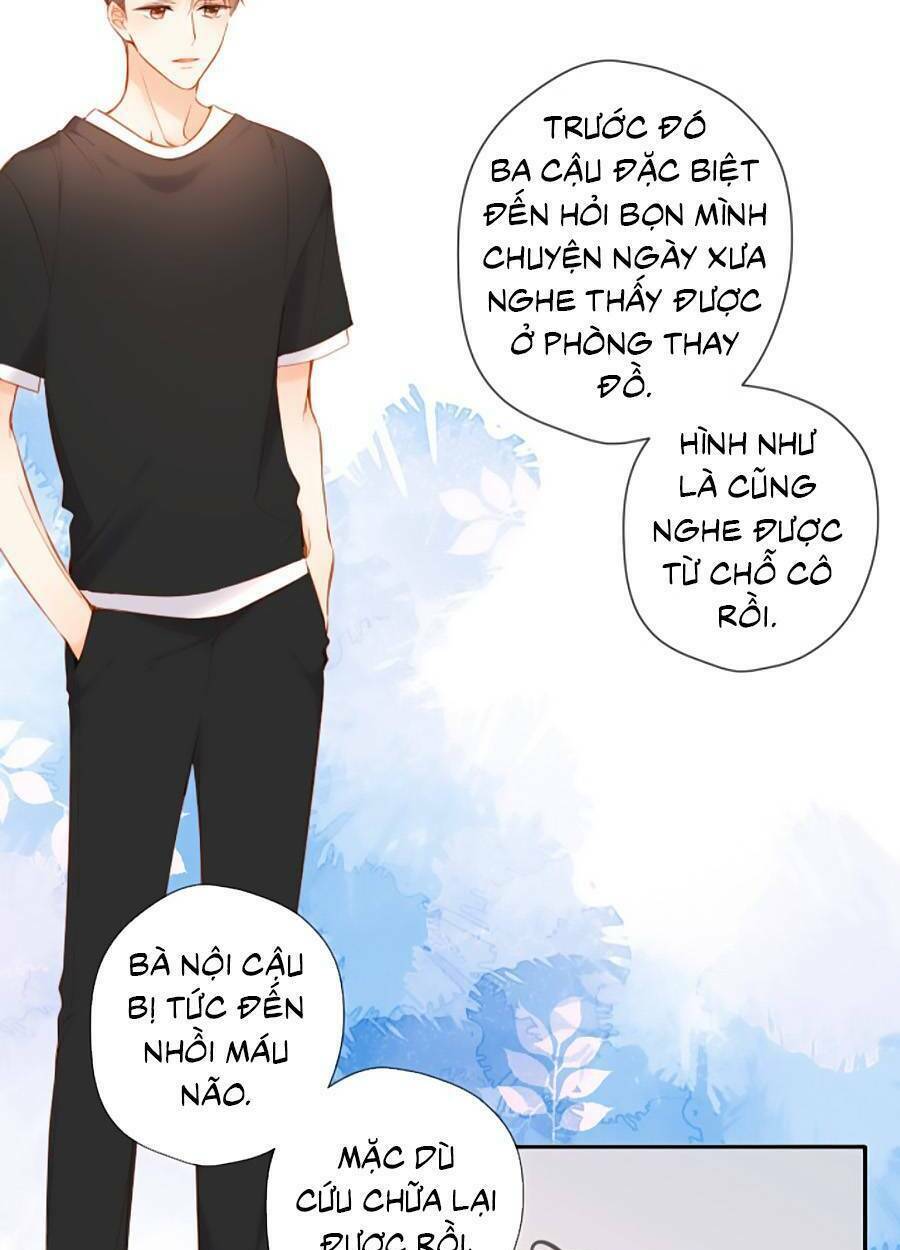 TRƯỚC ĐÓ
BA CẬU ĐẶC BIỆT
ĐẾN HỎI BỌN MÌNH
CHUYỆN NGÀY XƯA
NGHE THẤY ĐƯỢC
Ở PHÒNG THAY
ĐỒ.
HÌNH NHƯ
LÀ CŨNG
NGHE ĐƯỢC
TỪ CHỖ CÔ
RỒI.
BÀ NỘI CẬU
BỊ TỨC ĐẾN
NHỒI MÁU
NÃO.
MẶC DÙ
CỨU CHỮA LẠI
ĐƯỢC RỒI